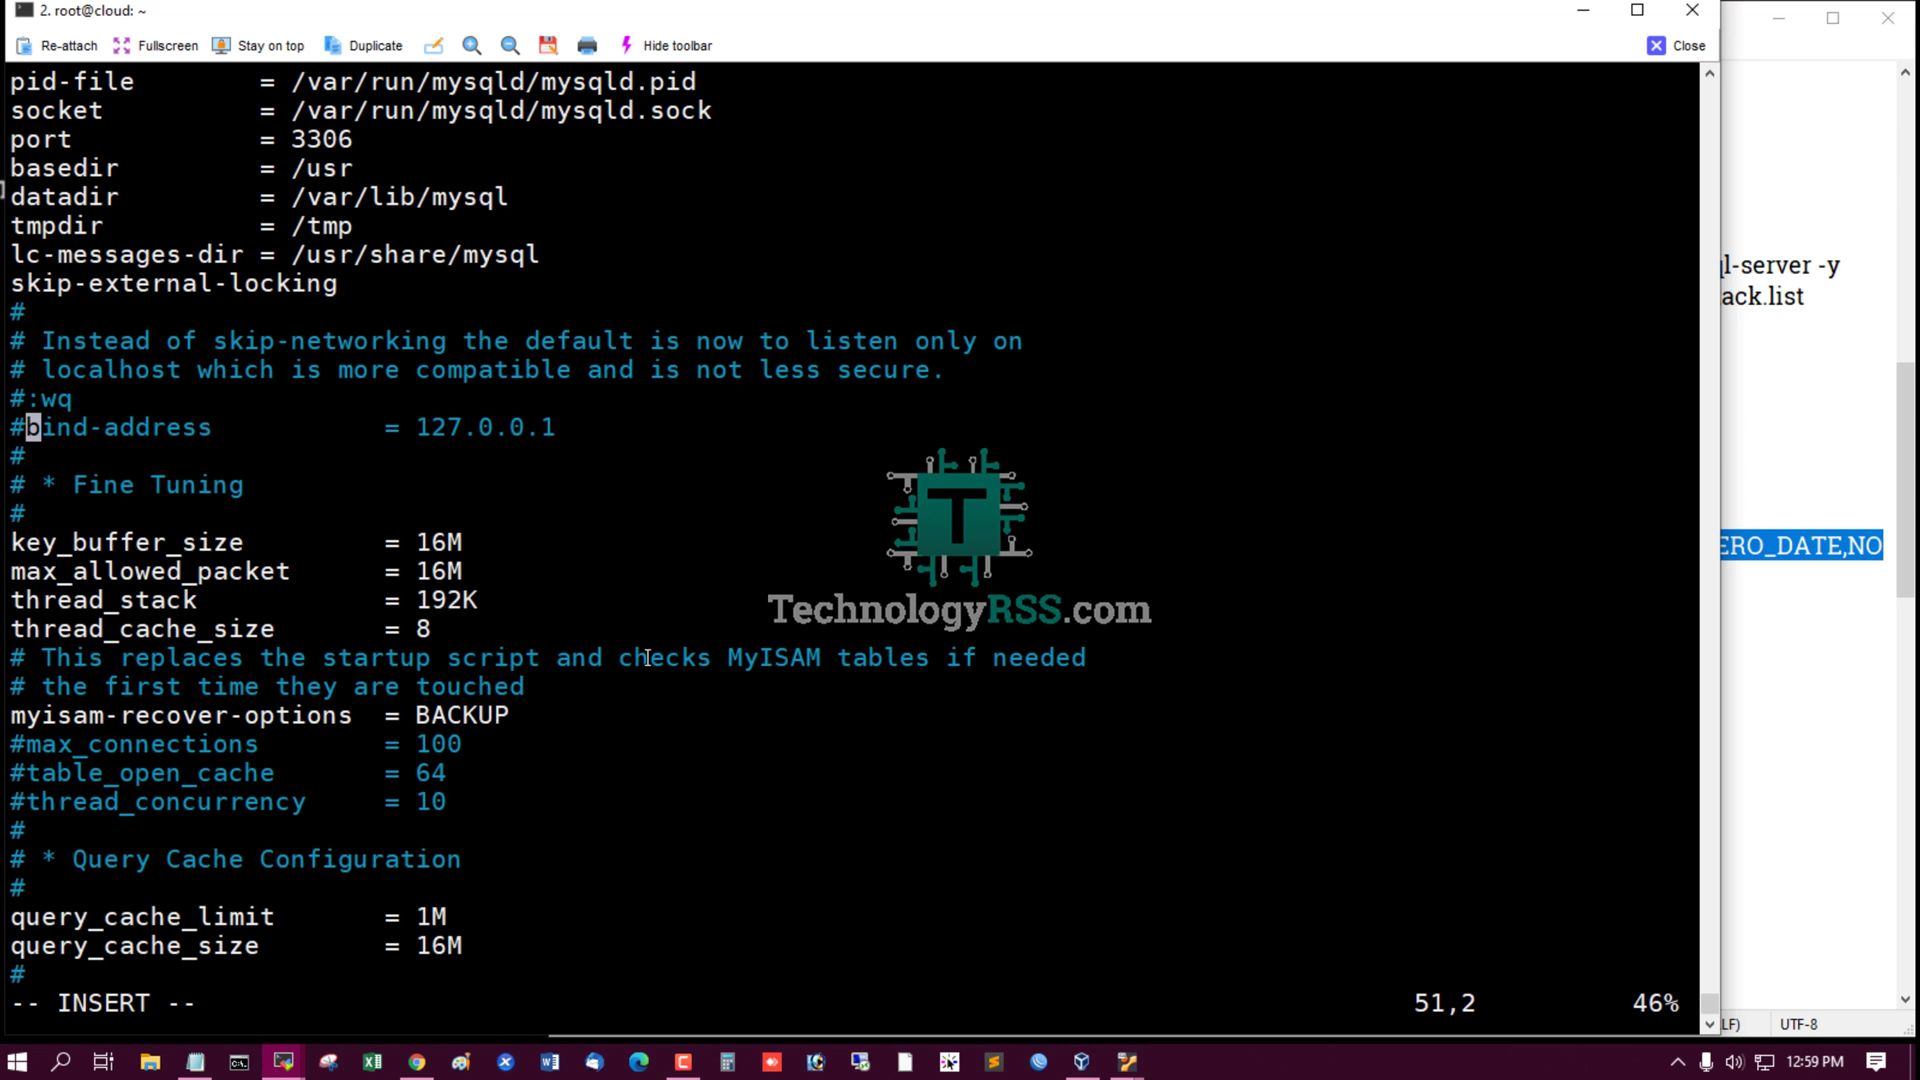 2. root@cloud: ~
Re-attach Fullscreen Stay on top Duplicate Hide toolbar Close
pid-file = /var/run/mysqld/mysqld.pid
socket = /var/run/mysqld/mysqld.sock
port = 3306
basedir = /usr
datadir = /var/lib/mysql
tmpdir = /tmp
lc-messages-dir = /usr/share/mysql
skip-external-locking
#
# Instead of skip-networking the default is now to listen only on
# localhost which is more compatible and is not less secure.
#:wq
#bind-address = 127.0.0.1
#
# * Fine Tuning
#
key_buffer_size = 16M
max_allowed_packet = 16M
thread_stack = 192K
thread_cache_size = 8
# This replaces the startup script and checks MyISAM tables if needed
# the first time they are touched
myisam-recover-options = BACKUP
#max_connections = 100
#table_open_cache = 64
#thread_concurrency = 10
#
# * Query Cache Configuration
#
query_cache_limit = 1M
query_cache_size = 16M
#
-- INSERT -- 51,2 46%
T
TechnologyRSS.com
l-server -y
ack.list
ERO_DATE,NO
LF) UTF-8
12:59 PM